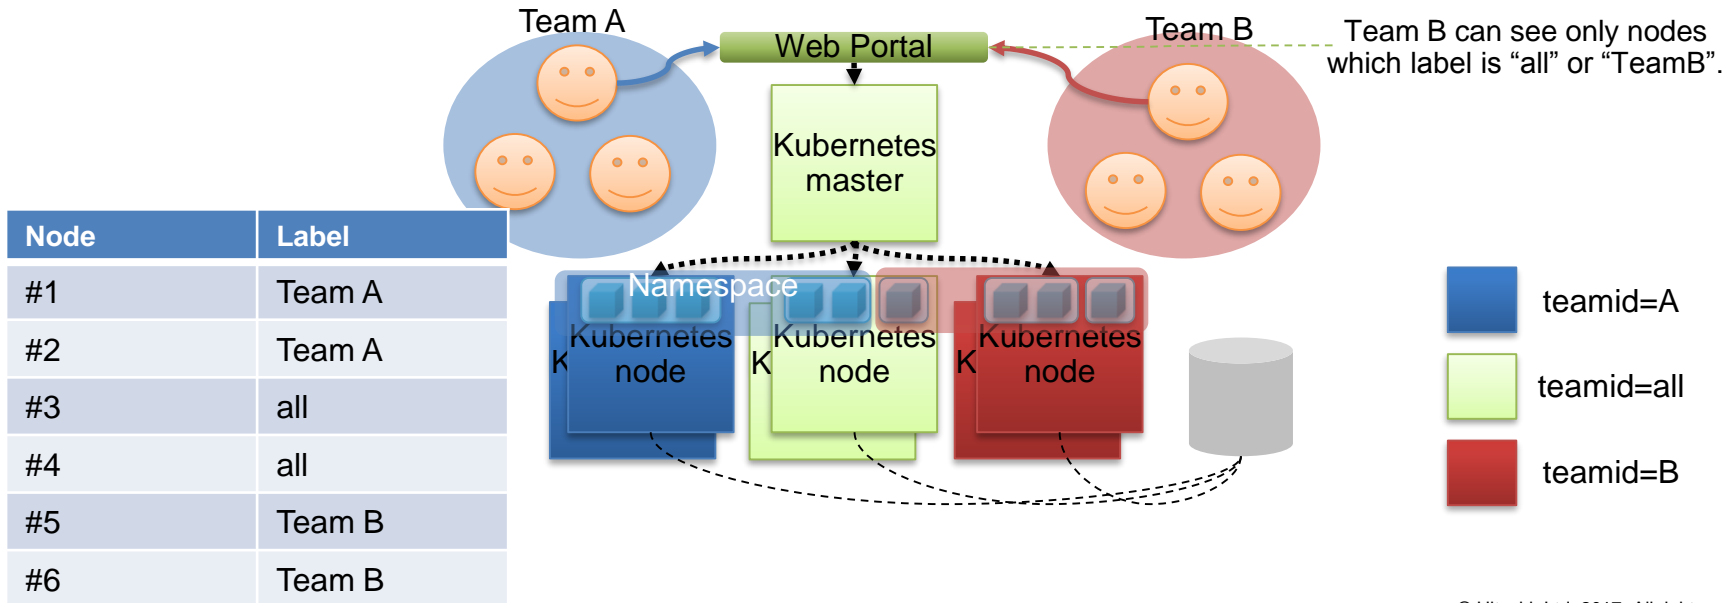 Team A
Web Portal
Team B
Team B can see only nodes
which label is “all” or “TeamB”.
Kubernetes
master
Node Label
#1 Team A
#2 Team A
#3 all
#4 all
#5 Team B
#6 Team B
Namespace
K
Kubernetes
node
K
Kubernetes
node
K
Kubernetes
node
teamid=A
teamid=all
teamid=B